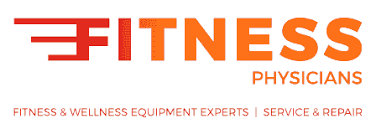 FITNESS
PHYSICIANS
FITNESS & WELLNESS EQUIPMENT EXPERTS | SERVICE & REPAIR